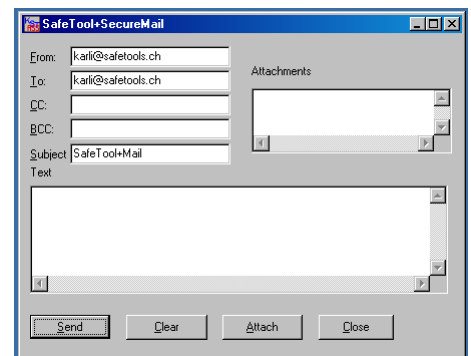 SafeTool+SecureMail
From: karli@safetools.ch
To: karli@safetools.ch
Attachments
CC:
BCC:
Subject SafeTool+Mail
Text
Send Clear Attach Close